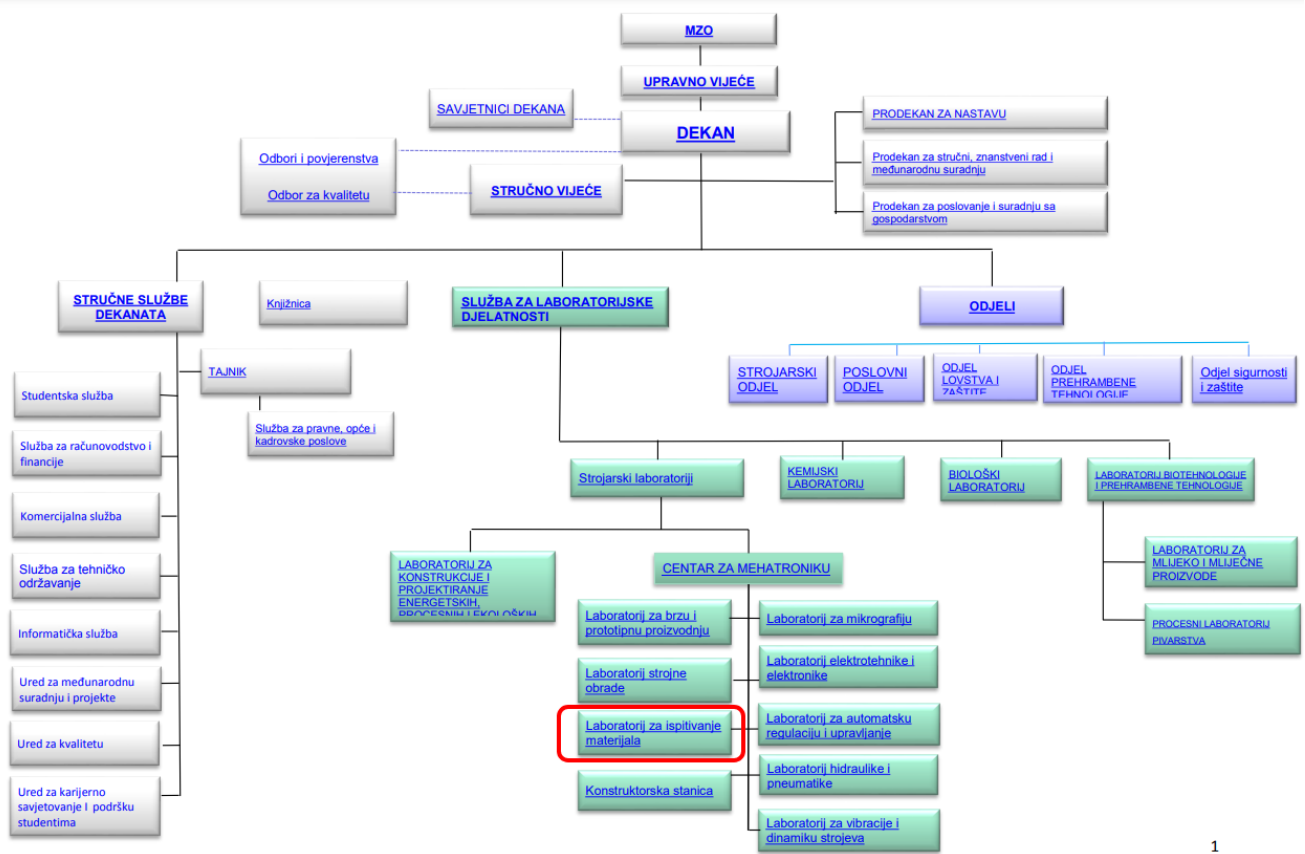 MZO
UPRAVNO VIJEĆE
SAVJETNICI DEKANA
DEKAN
PRODEKAN ZA NASTAVU
Odbori i povjerenstva
Odbor za kvalitetu
STRUČNO VIJEĆE
Prodekan za stručni, znanstveni rad i
međunarodnu suradnju
Prodekan za poslovanje i suradnju sa
gospodarstvom
STRUČNE SLUŽBE
DEKANATA
Knjižnica
SLUŽBA ZA LABORATORIJSKE
DJELATNOSTI
ODJELI
TAJNIK
Služba za pravne, opće i
kadrovske poslove
STROJARSKI
ODJEL
POSLOVNI
ODJEL
ODJEL
LOVSTVA I
ZAŠTITE
ODJEL
PREHRAMBENE
TEHNOLOGIJE
Odjel sigurnosti
i zaštite
Studentska služba
Služba za računovodstvo i
financije
Komercijalna služba
Služba za tehničko
održavanje
Informatička služba
Ured za međunarodnu
suradnju i projekte
Ured za kvalitetu
Ured za karijerno
savjetovanje I podršku
studentima
Strojarski laboratoriji
KEMIJSKI
LABORATORIJ
BIOLOŠKI
LABORATORIJ
LABORATORIJ BIOTEHNOLOGIJE
I PREHRAMBENE TEHNOLOGIJE
LABORATORIJ ZA
KONSTRUKCIJE I
PROJEKTIRANJE
ENERGETSKIH,
PROCESNIH I EKOLOŠKIH
CENTAR ZA MEHATRONIKU
LABORATORIJ ZA
MLIJEKO I MLIJEČNE
PROIZVODE
PROCESNI LABORATORIJ
PIVARSTVA
Laboratorij za brzu i
prototipnu proizvodnju
Laboratorij za mikrografiju
Laboratorij strojne
obrade
Laboratorij elektrotehnike i
elektronike
Laboratorij za ispitivanje
materijala
Laboratorij za automatsku
regulaciju i upravljanje
Konstruktorska stanica
Laboratorij hidraulike i
pneumatike
Laboratorij za vibracije i
dinamiku strojeva
1